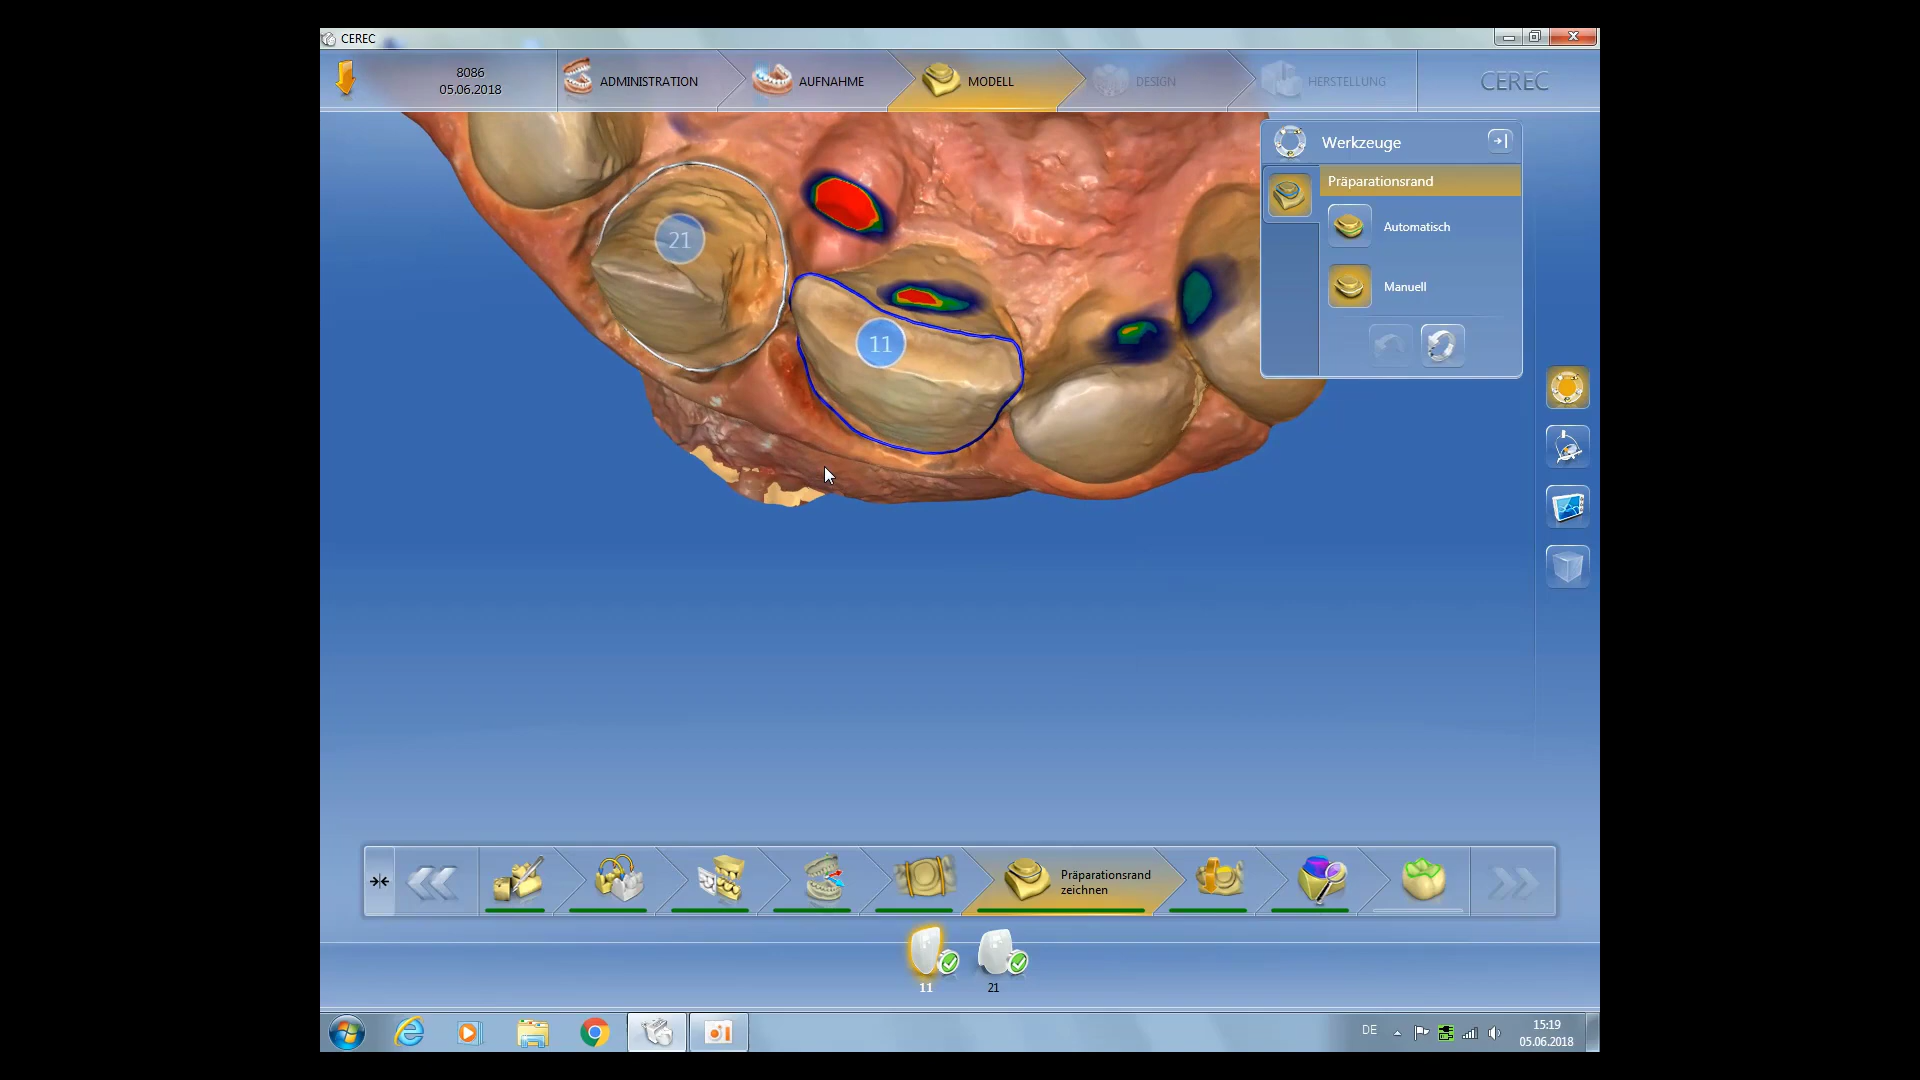 CEREC
8086
05.06.2018
ADMINISTRATION
AUFNAHME
MODELL
DESIGN
HERSTELLUNG
CEREC
Werkzeuge
Präparationsrand
Automatisch
Manuell
21
11
Präparationsrand
zeichnen
11
21
DE
15:19
05.06.2018